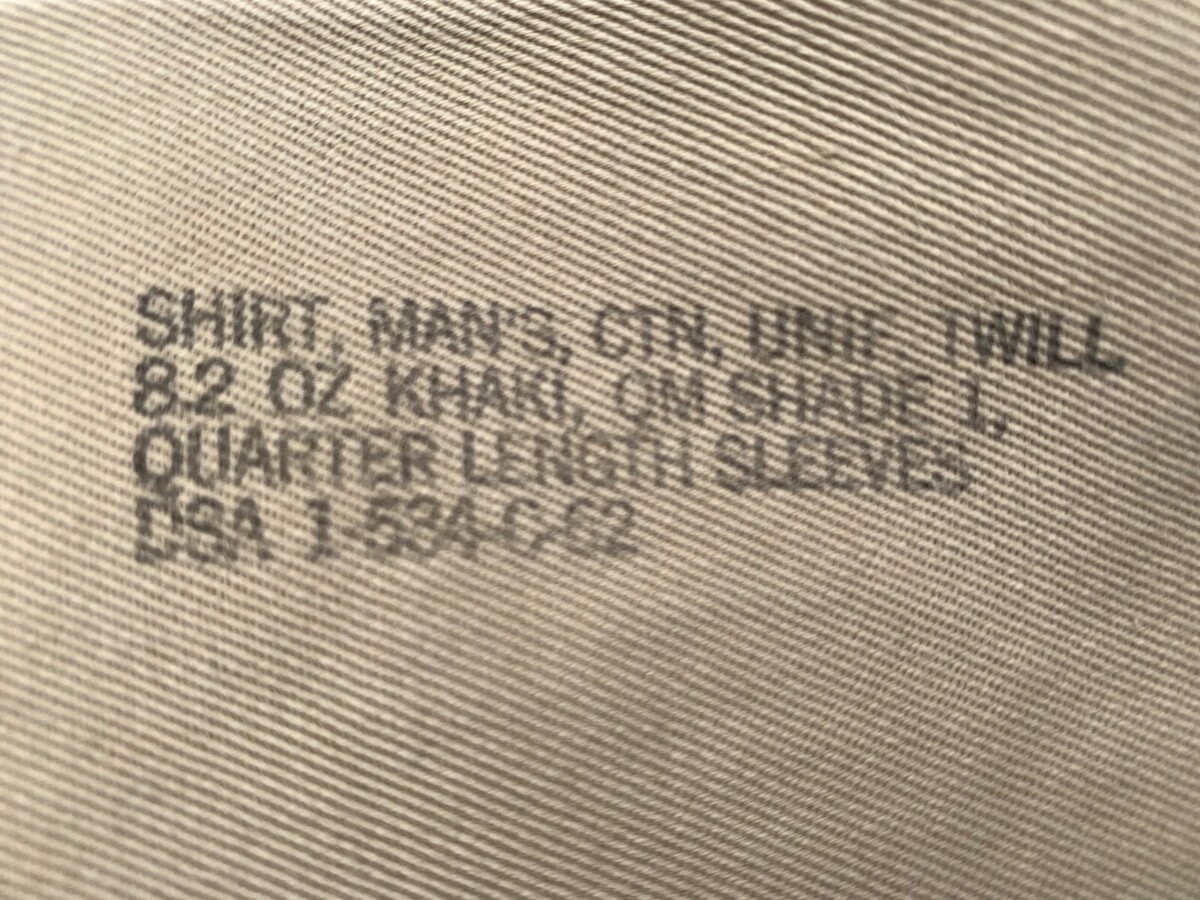 SHIRT, MAN'S, CTN, UNIF TWILL,
8.2 OZ KHAKI, QM SHADE 1,
QUARTER LENGTH SLEEVES
DSA 1-534-C-62